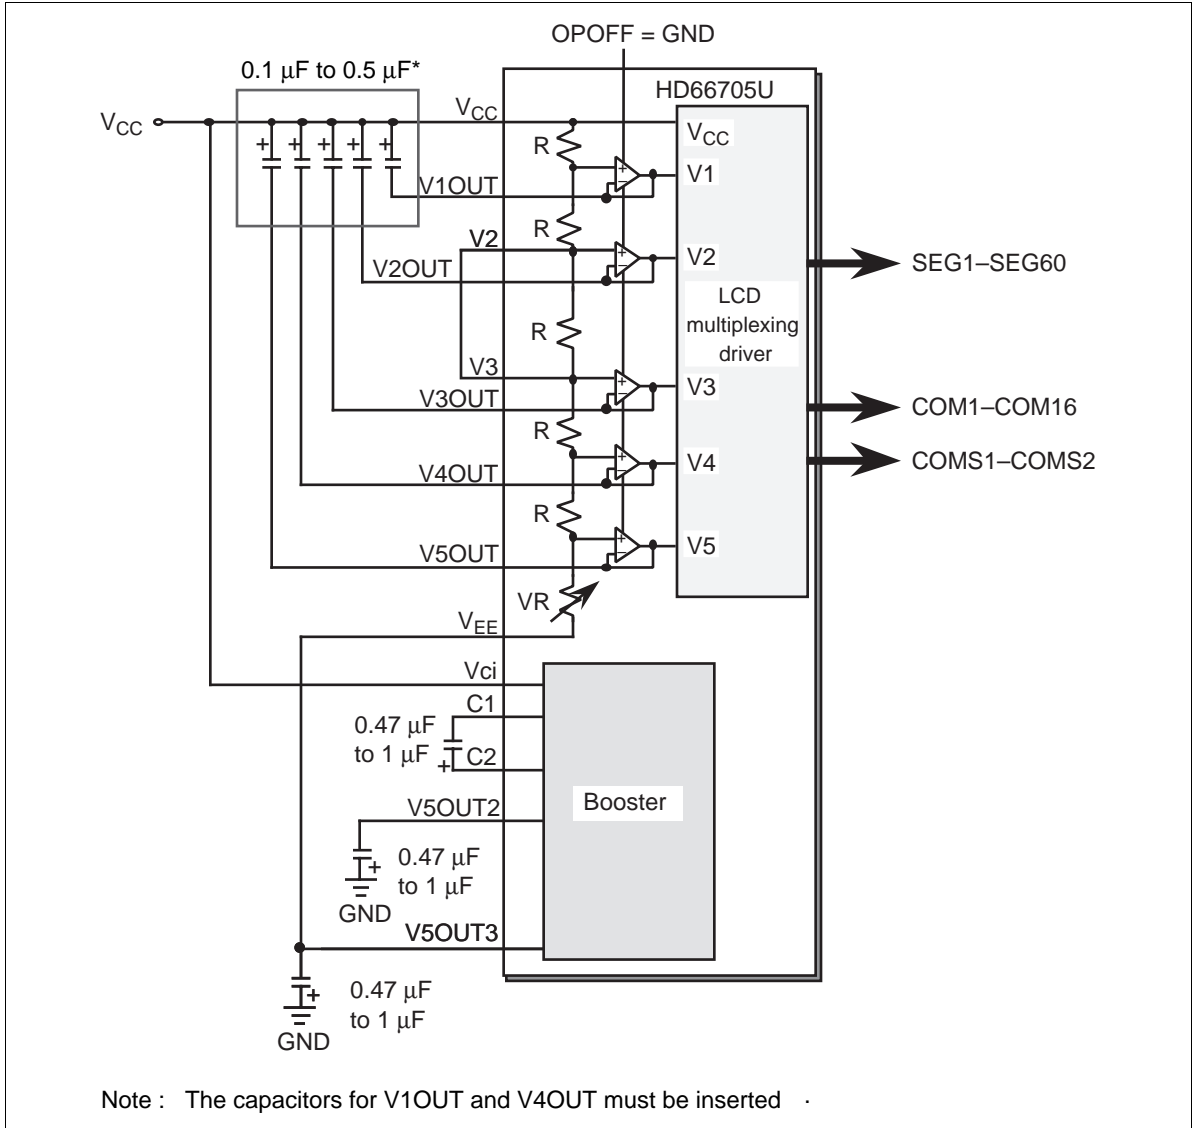 OPOFF = GND
0.1 μF to 0.5 μF*
HD66705U
VCC
VCC
VCC
R
+ + + + +
+
−
V1
V1OUT
R
V2
+
−
V2
V2OUT
SEG1–SEG60
LCD
multiplexing
driver
R
V3
+
−
V3
V3OUT
COM1–COM16
R
+
−
V4
COMS1–COMS2
V4OUT
R
+
−
V5
V5OUT
VR
VEE
Vci
C1
0.47 μF
to 1 μF
+
C2
Booster
V5OUT2
+
0.47 μF
to 1 μF
GND
V5OUT3
+
0.47 μF
to 1 μF
GND
Note : The capacitors for V1OUT and V4OUT must be inserted .